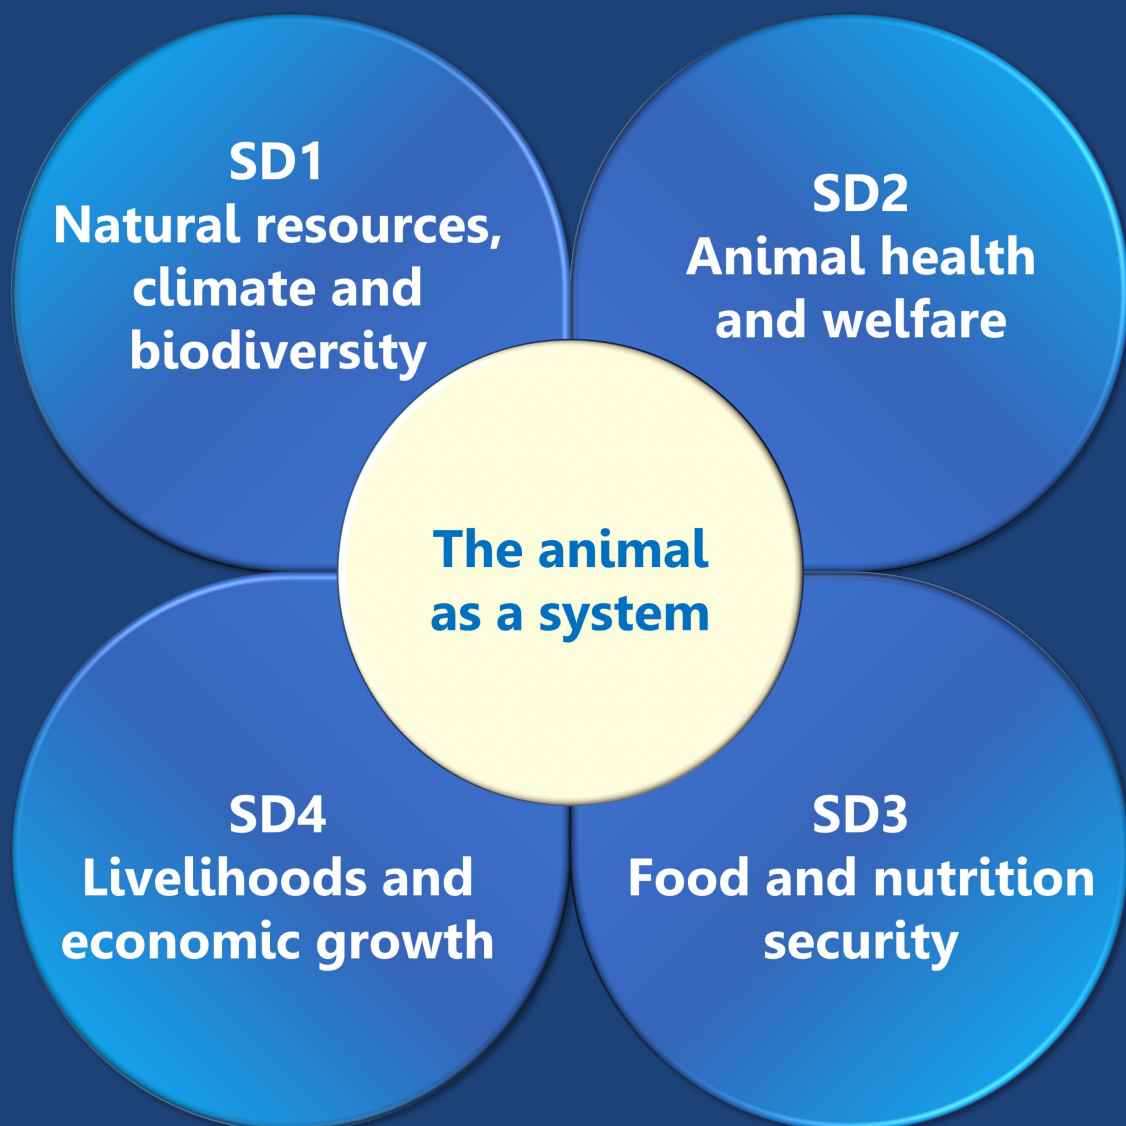 SD1
Natural resources,
climate and
biodiversity
SD2
Animal health
and welfare
The animal
as a system
SD4
Livelihoods and
economic growth
SD3
Food and nutrition
security